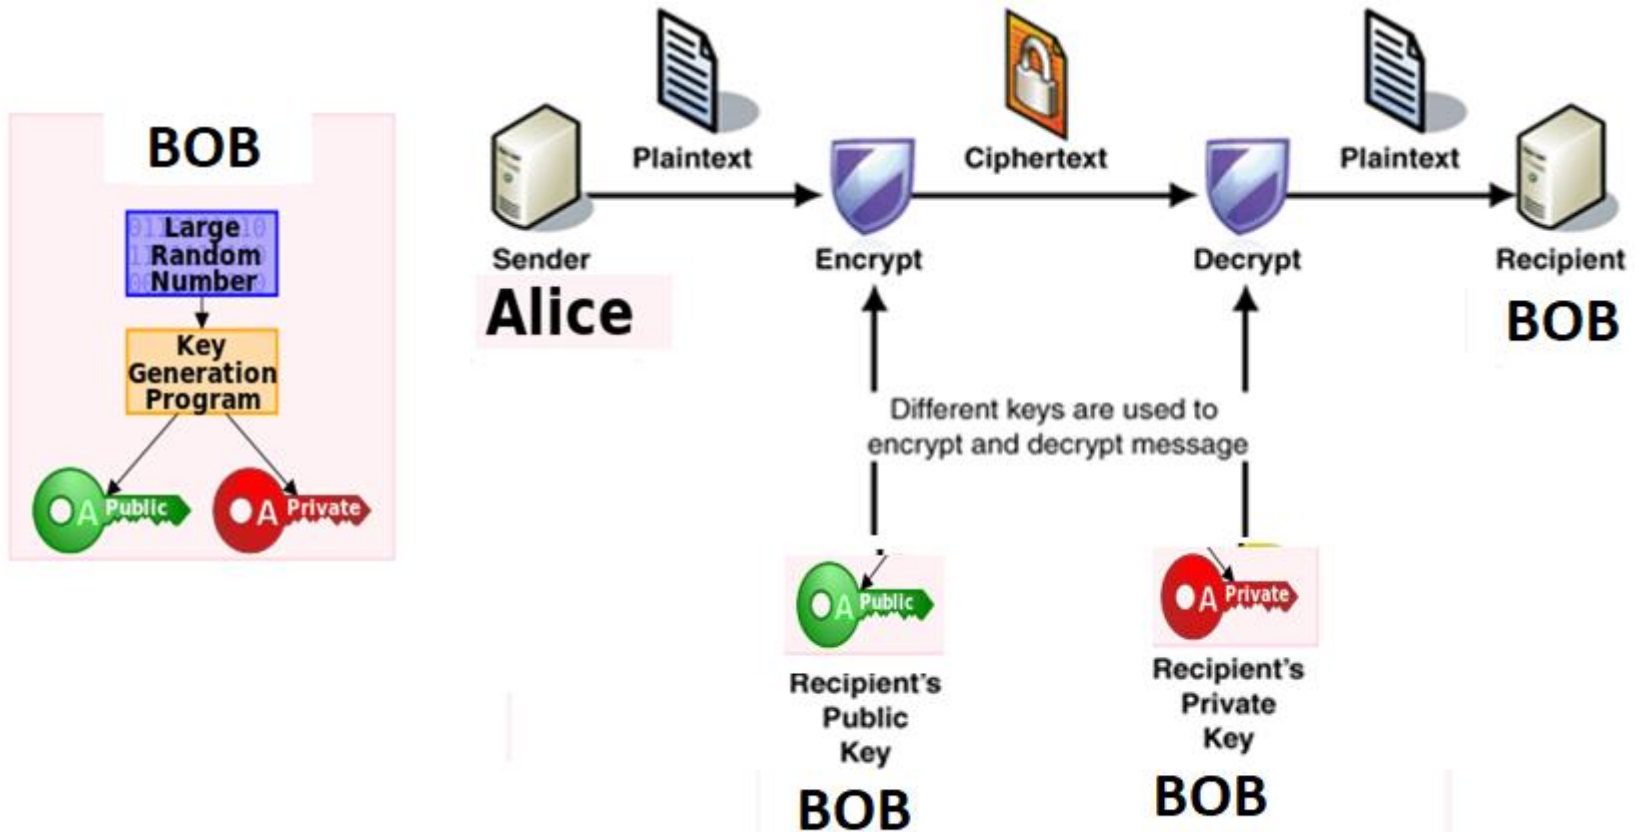 BOB
Large
Random
Number
Key
Generation
Program
A Public
A Private
Plaintext
Ciphertext
Plaintext
Sender
Encrypt
Decrypt
Recipient
Alice
BOB
Different keys are used to
encrypt and decrypt message
A Public
Recipient's
Public
Key
BOB
A Private
Recipient's
Private
Key
BOB